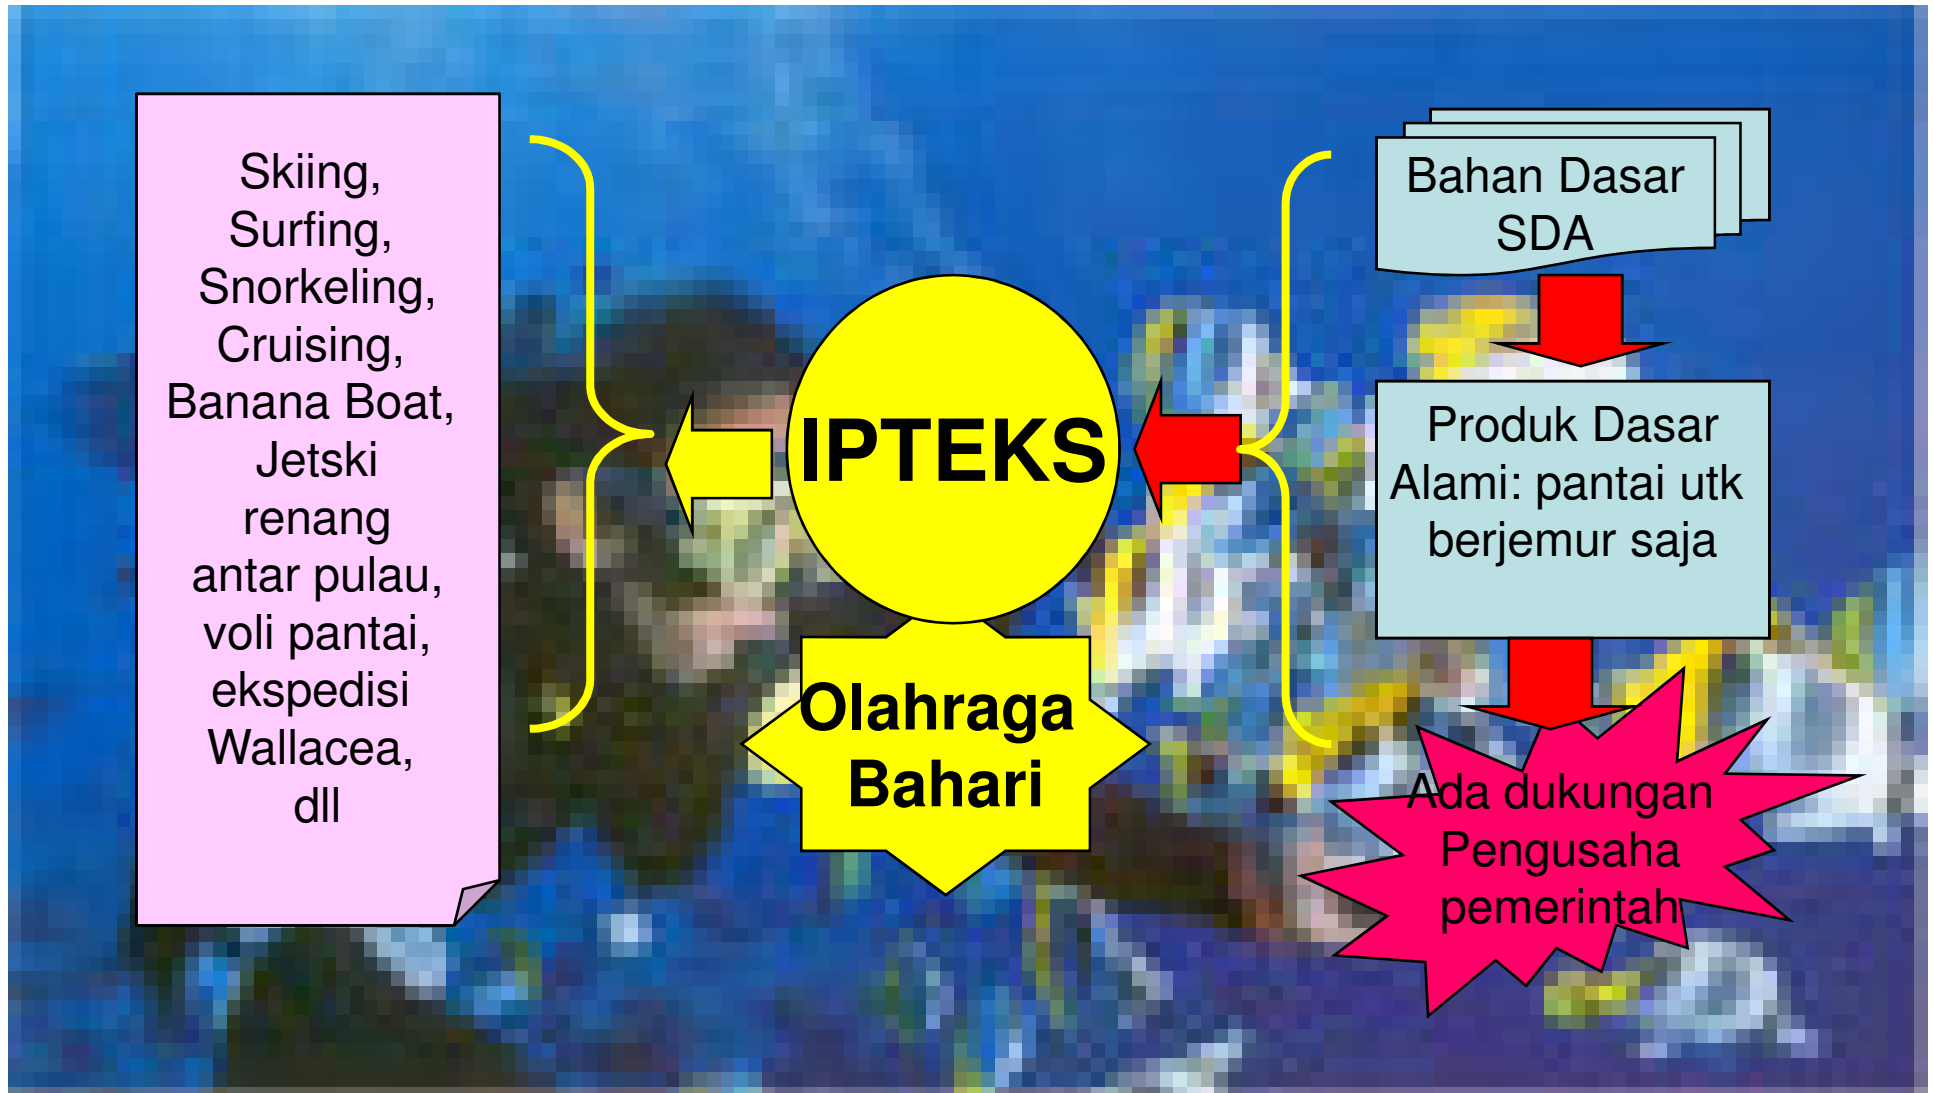 Skiing,
Surfing,
Snorkeling,
Cruising,
Banana Boat,
Jetski
renang
antar pulau,
voli pantai,
ekspedisi
Wallacea,
dll
IPTEKS
Olahraga
Bahari
Bahan Dasar
SDA
Produk Dasar
Alami: pantai utk
berjemur saja
Ada dukungan
Pengusaha
pemerintah